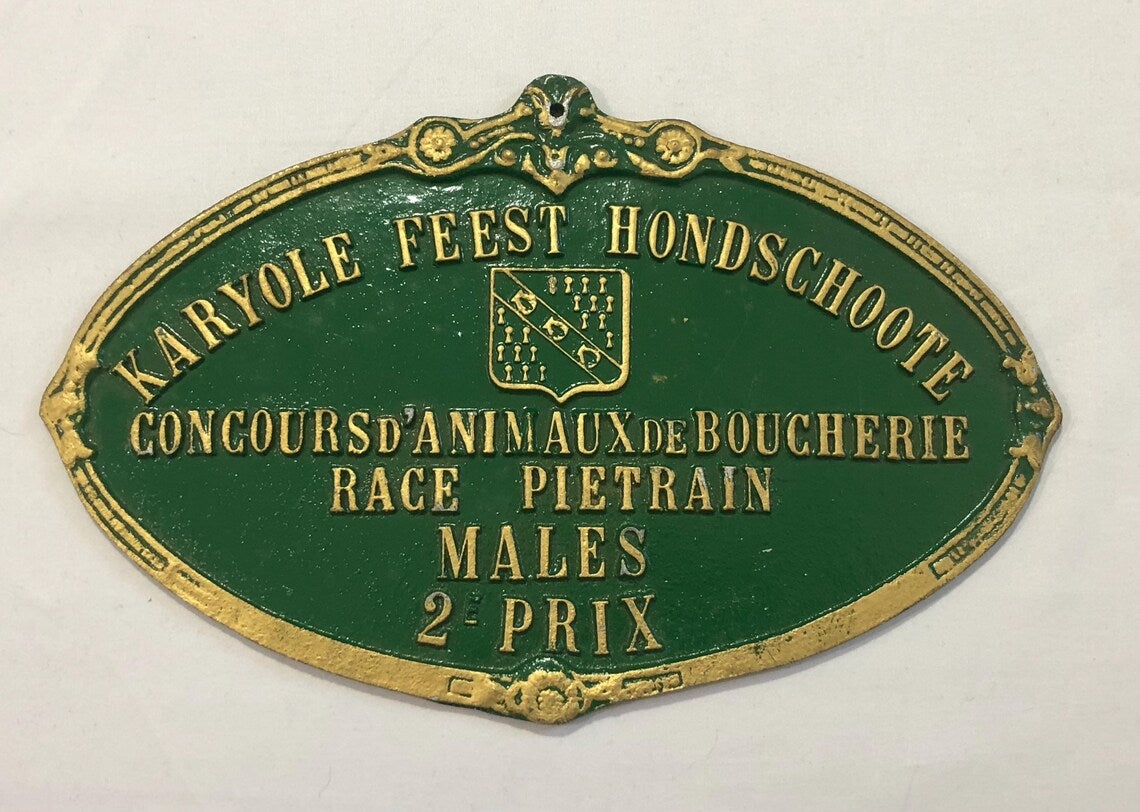 KARYOLE FEEST HONDSCHOOTE
CONCOURS D'ANIMAUX DE BOUCHERIE
RACE PIETRAIN
MALES
2E PRIX